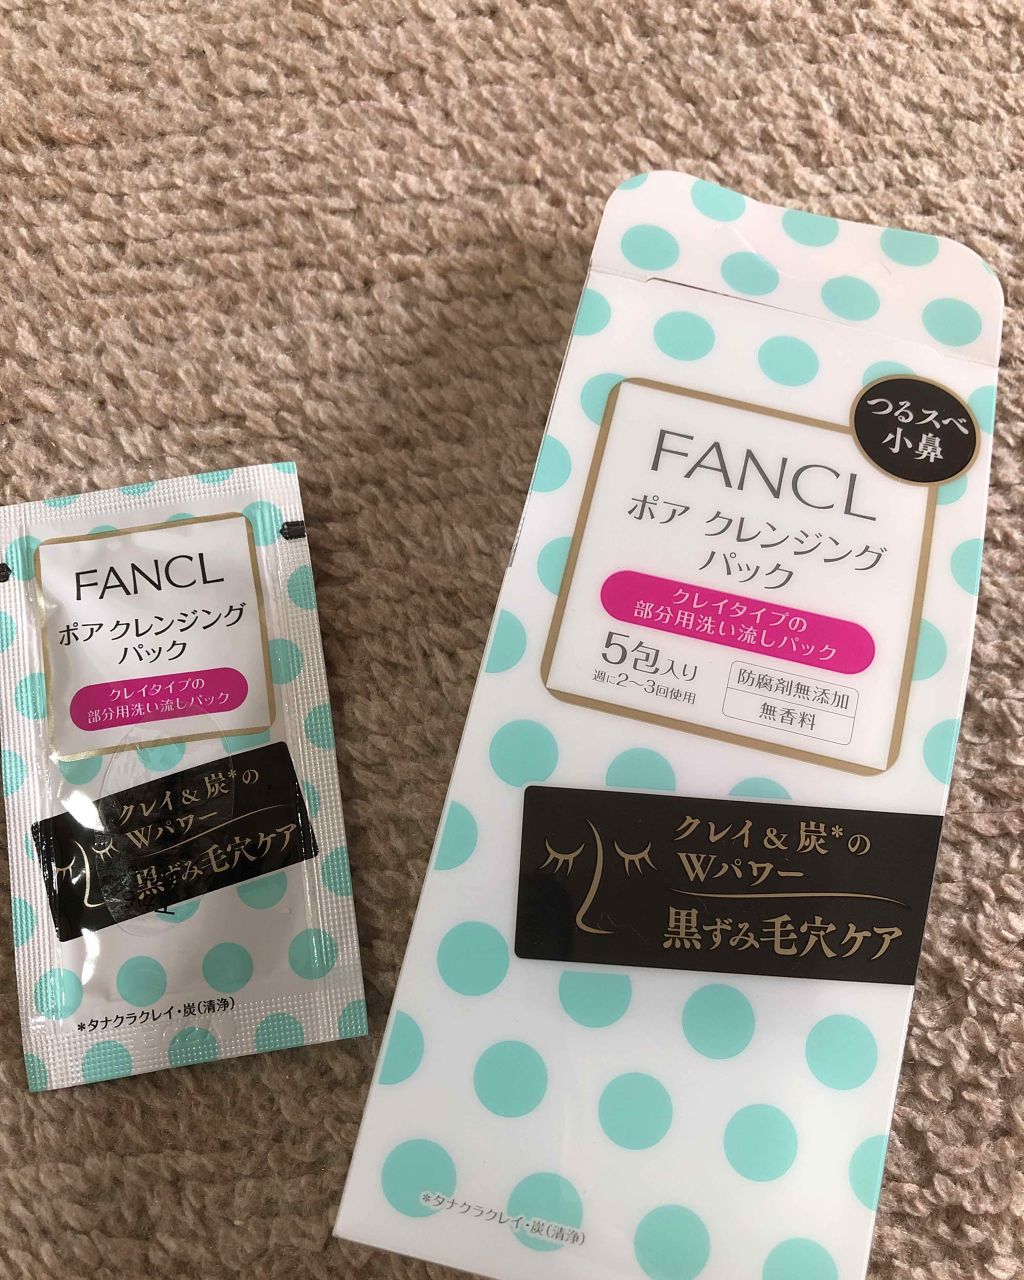 FANCL
ポア クレンジング
パック
クレイタイプの
部分用洗い流しパック
クレイ & 炭*の
Wパワー
黒ずみ毛穴ケア
*タナクラクレイ・炭(清浄)
つるスベ
小鼻
FANCL
ポア クレンジング
パック
クレイタイプの
部分用洗い流しパック
5包入り
週に2〜3回使用
防腐剤無添加
無香料
クレイ & 炭*の
Wパワー
黒ずみ毛穴ケア
*タナクラクレイ・炭(清浄)